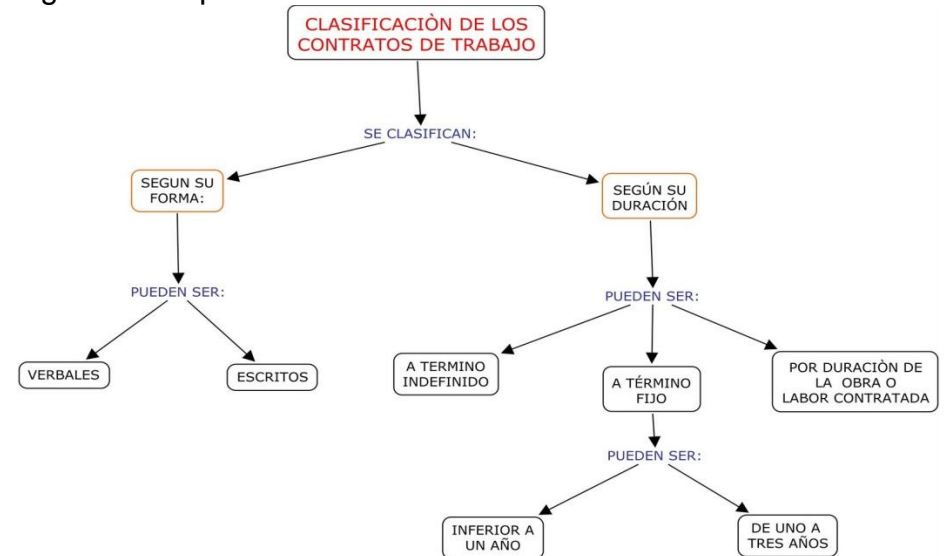 CLASIFICACIÒN DE LOS
CONTRATOS DE TRABAJO
SE CLASIFICAN:
SEGUN SU
FORMA:
SEGÚN SU
DURACIÓN
PUEDEN SER:
PUEDEN SER:
VERBALES
ESCRITOS
A TERMINO
INDEFINIDO
A TÉRMINO
FIJO
POR DURACIÒN DE
LA OBRA O
LABOR CONTRATADA
PUEDEN SER:
INFERIOR A
UN AÑO
DE UNO A
TRES AÑOS